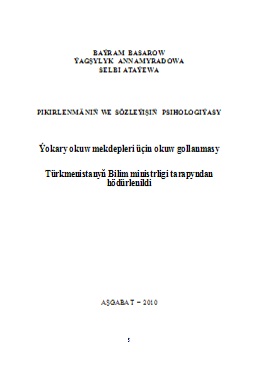 BAÝRAM BASAROW
ÝAGŞYLYK ANNAMYRADOWA
SELBI ATAÝEWA
PIKIRLENMÄNIŇ WE SÖZLEÝIŞIŇ PSIHOLOGIÝASY
Ýokary okuw mekdepleri üçin okuw gollanmasy
Türkmenistanyň Bilim ministrligi tarapyndan
hödürlenildi
AŞGABAT – 2010